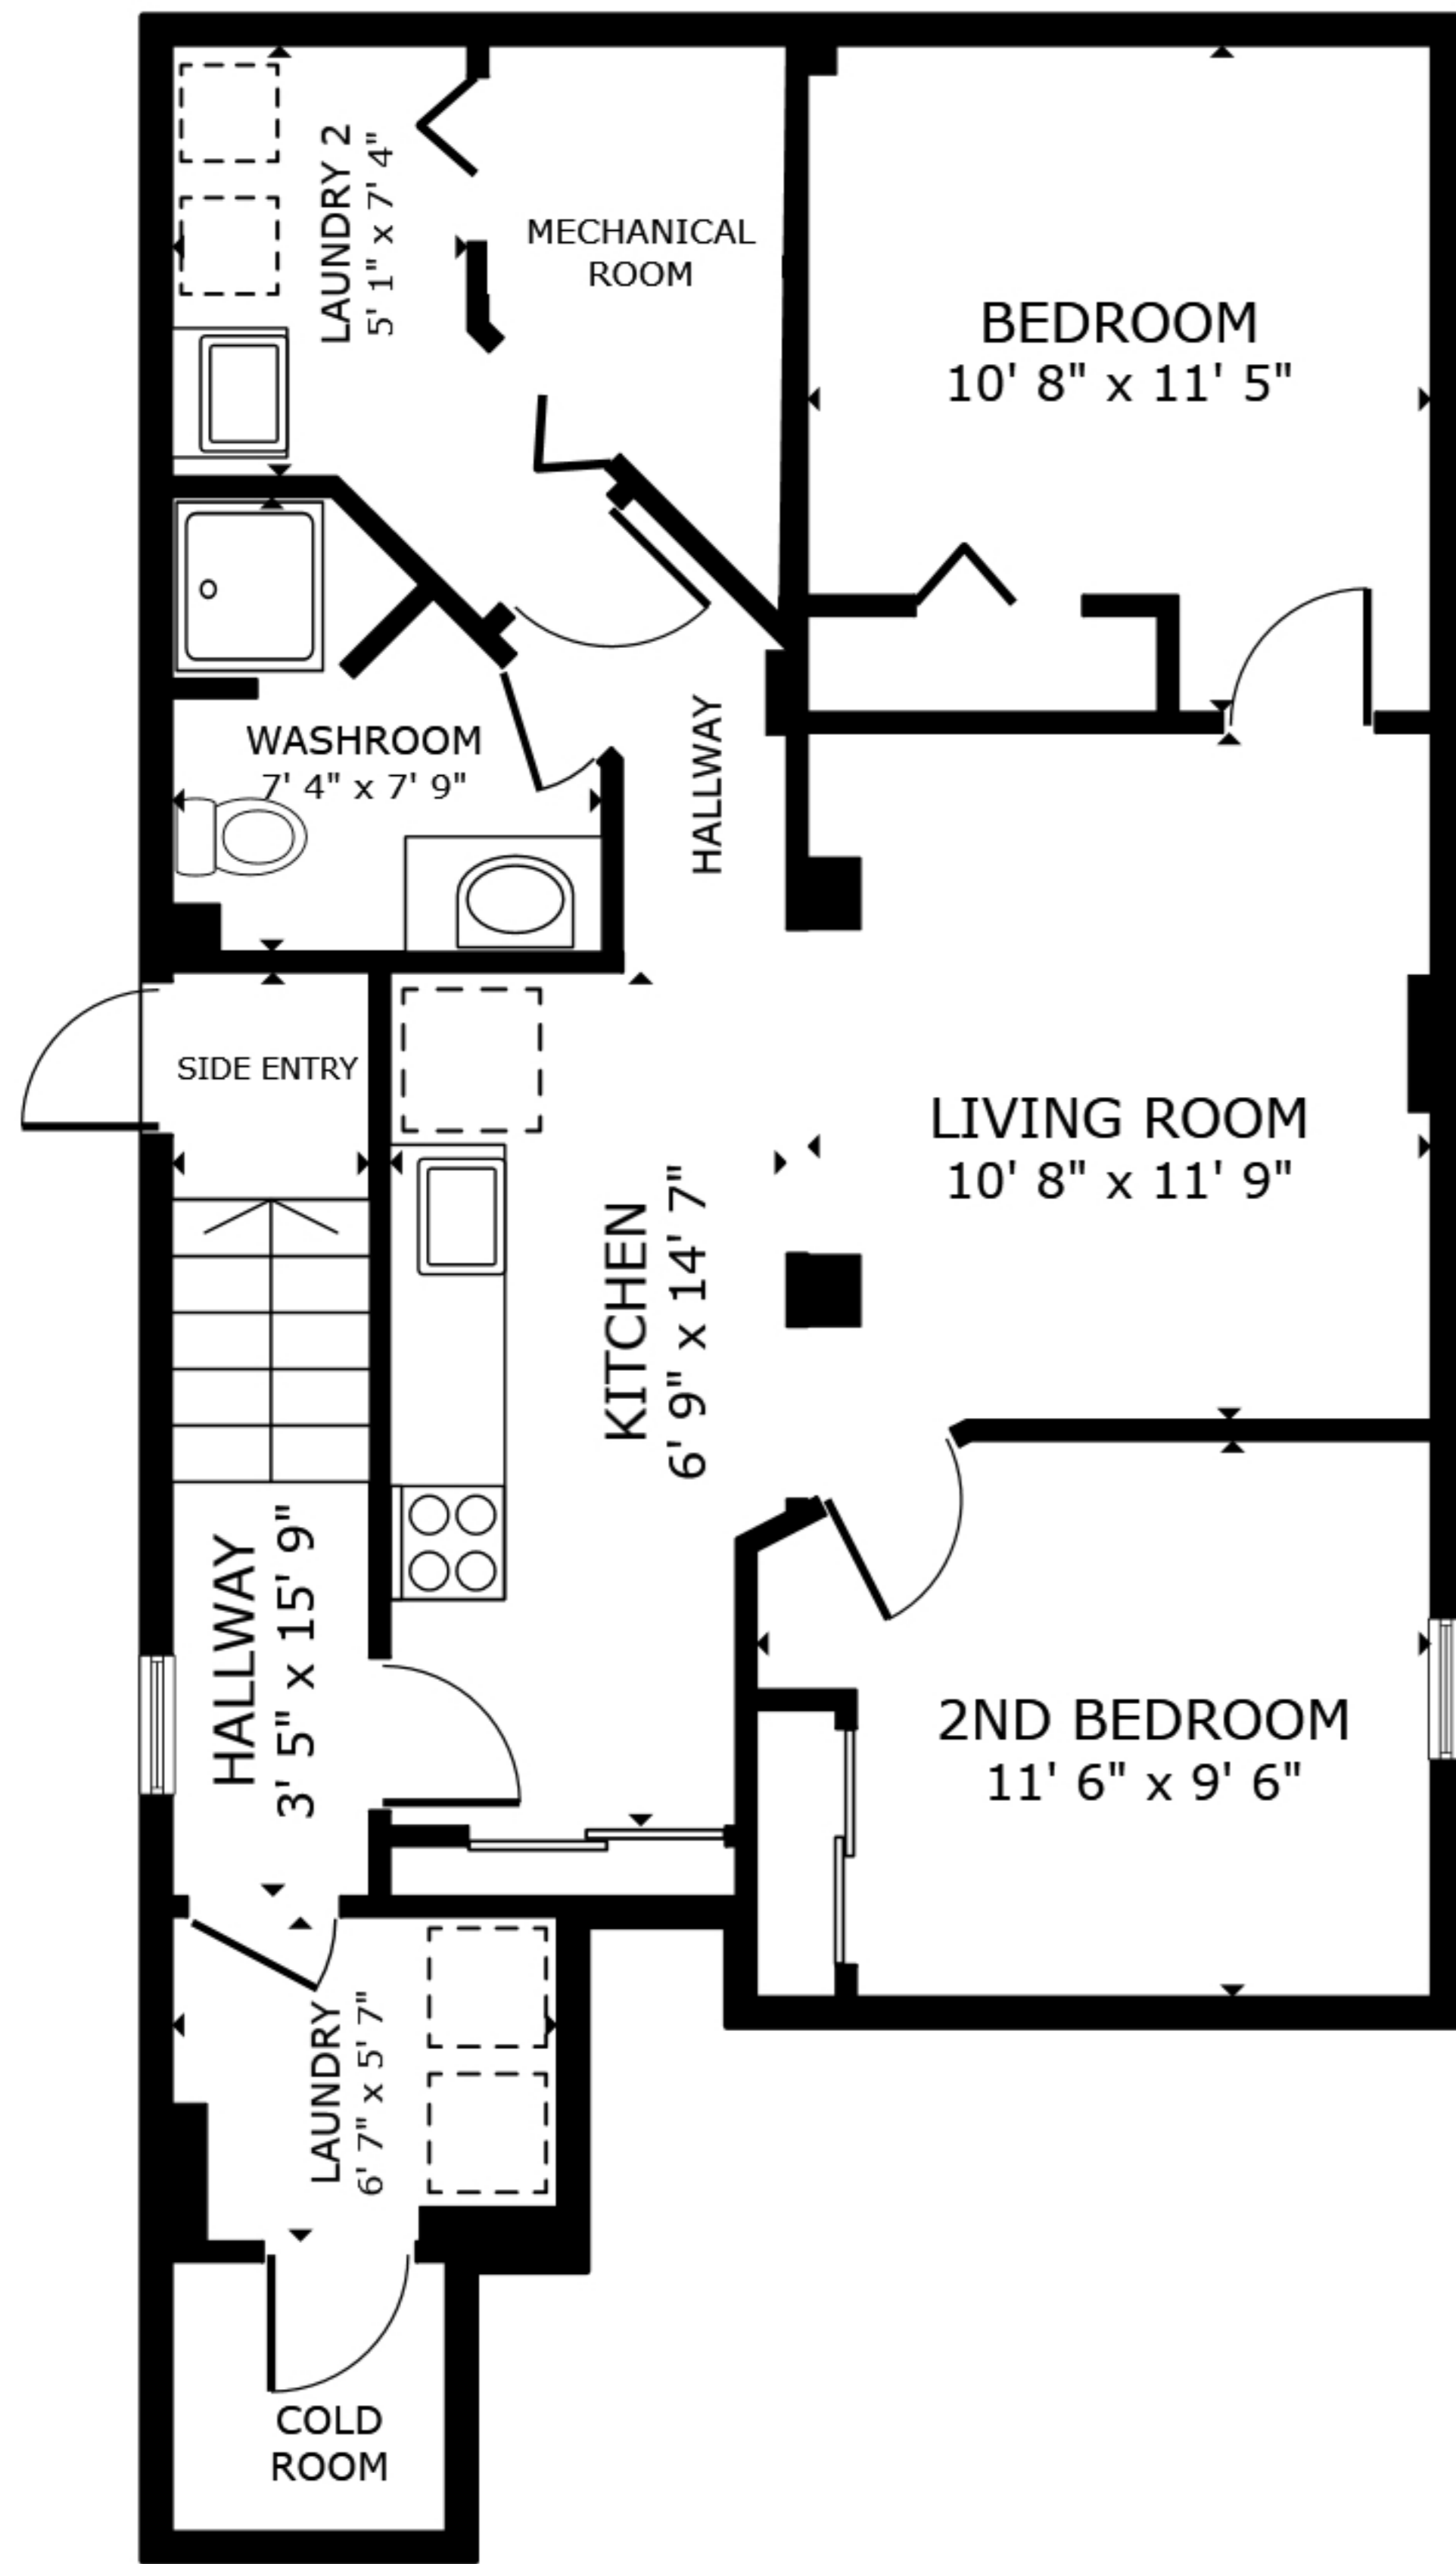 LAUNDRY 2
5' 1" x 7' 4"
MECHANICAL
ROOM
BEDROOM
10' 8" x 11' 5"
WASHROOM
7' 4" x 7' 9"
HALLWAY
SIDE ENTRY
LIVING ROOM
10' 8" x 11' 9"
KITCHEN
6' 9" x 14' 7"
HALLWAY
3' 5" x 15' 9"
2ND BEDROOM
11' 6" x 9' 6"
LAUNDRY
6' 7" x 5' 7"
COLD
ROOM